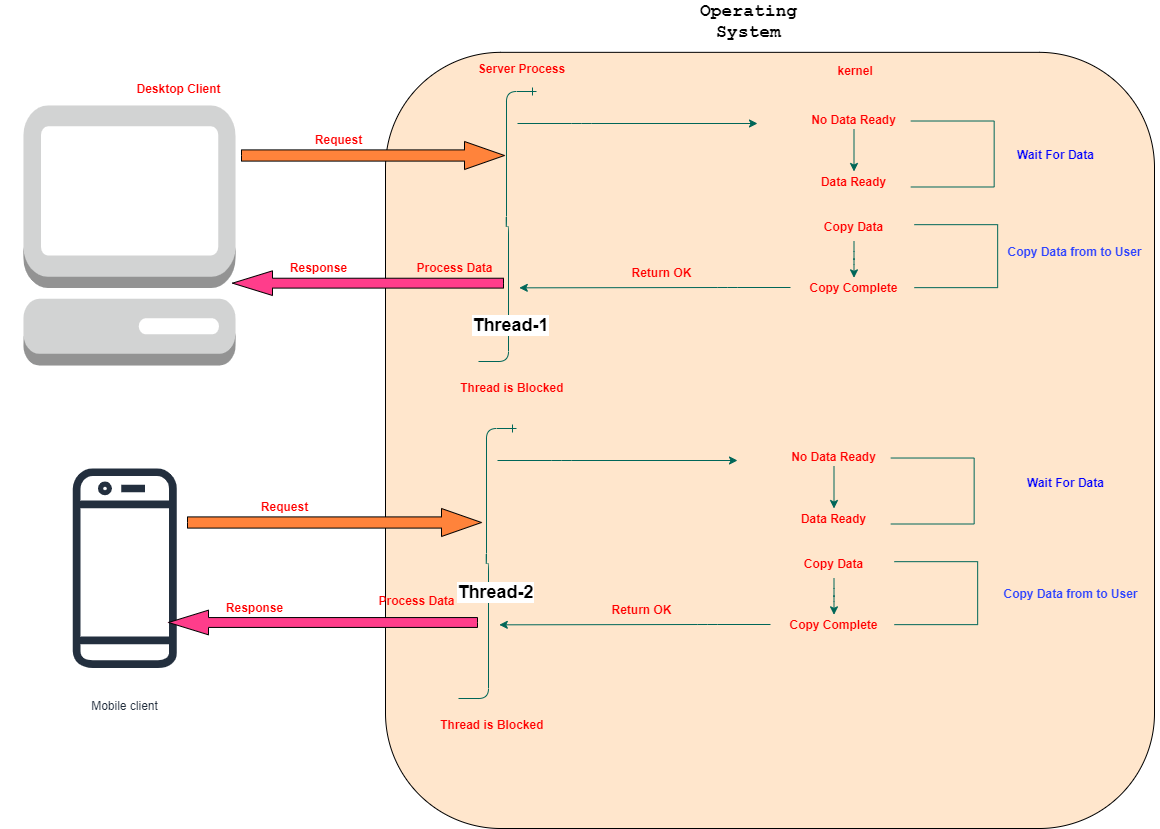 Operating
System
Server Process
kernel
Desktop Client
No Data Ready
Request
Wait For Data
Data Ready
Copy Data
Copy Data from to User
Response
Process Data
Return OK
Copy Complete
Thread-1
Thread is Blocked
No Data Ready
Wait For Data
Request
Data Ready
Copy Data
Thread-2
Copy Data from to User
Process Data
Response
Return OK
Copy Complete
Mobile client
Thread is Blocked